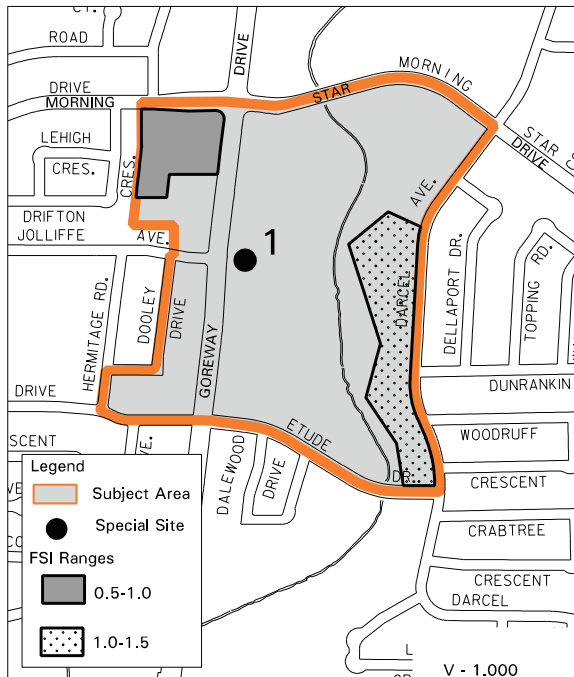 CT.
ROAD
DRIVE
DRIVE
MORNING
LEHIGH
CRES.
CRES.
DRIFTON
JOLLIFFE
AVE.
STAR
MORNING
STAR
DRIVE
AVE.
1
HERMITAGE RD.
DOOLEY
DRIVE
GOREWAY
DARCEL
DELLAPORT DR.
TOPPING
RD.
DRIVE
DUNRANKIN
ETUDE
DR.
WOODRUFF
SCENT
AVE.
DALEWOOD
DRIVE
CRESCENT
CRABTREE
CRESCENT
DARCEL
Legend
Subject Area
Special Site
FSI Ranges
0.5-1.0
1.0-1.5
V - 1.000